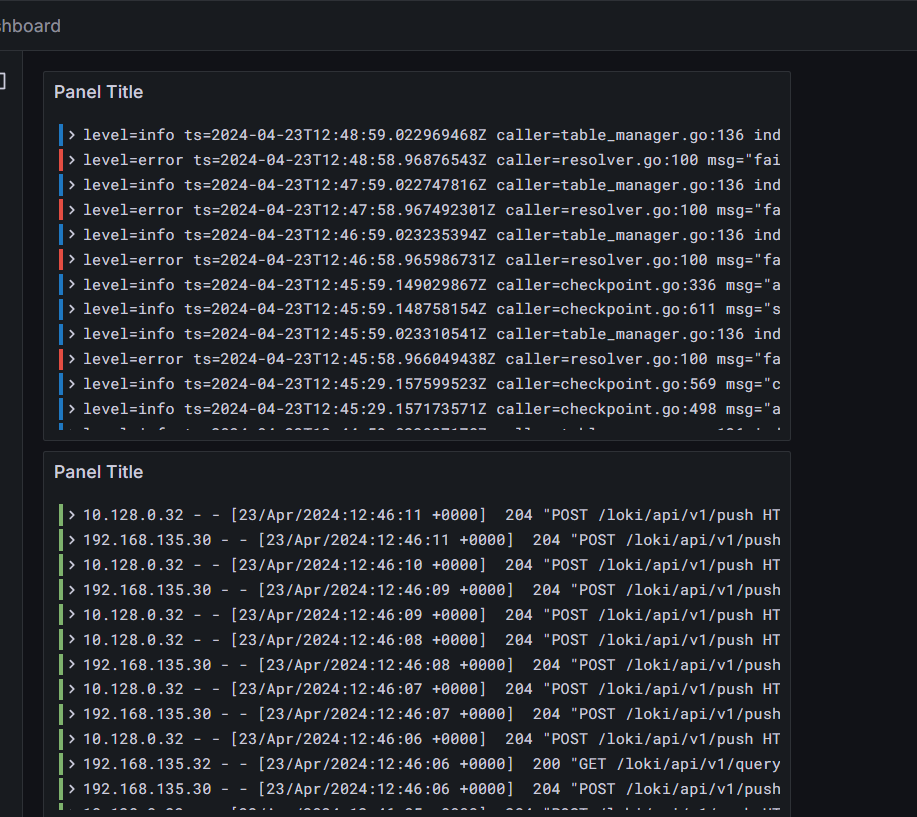 hboard
Panel Title
level=info ts=2024-04-23T12:48:59.022969468Z caller=table_manager.go:136 ind
level=error ts=2024-04-23T12:48:58.96876543Z caller=resolver.go:100 msg="fai
level=info ts=2024-04-23T12:47:59.022747816Z caller=table_manager.go:136 ind
level=error ts=2024-04-23T12:47:58.967492301Z caller=resolver.go:100 msg="fa
level=info ts=2024-04-23T12:46:59.023235394Z caller=table_manager.go:136 ind
level=error ts=2024-04-23T12:46:58.965986731Z caller=resolver.go:100 msg="fa
level=info ts=2024-04-23T12:45:59.149029867Z caller=checkpoint.go:336 msg="a
level=info ts=2024-04-23T12:45:59.148758154Z caller=checkpoint.go:611 msg="s
level=info ts=2024-04-23T12:45:59.023310541Z caller=table_manager.go:136 ind
level=error ts=2024-04-23T12:45:58.966049438Z caller=resolver.go:100 msg="fa
level=info ts=2024-04-23T12:45:29.157599523Z caller=checkpoint.go:569 msg="c
level=info ts=2024-04-23T12:45:29.157173571Z caller=checkpoint.go:498 msg="a
Panel Title
10.128.0.32 - - [23/Apr/2024:12:46:11 +0000]  204 "POST /loki/api/v1/push HT
192.168.135.30 - - [23/Apr/2024:12:46:11 +0000]  204 "POST /loki/api/v1/push
10.128.0.32 - - [23/Apr/2024:12:46:10 +0000]  204 "POST /loki/api/v1/push HT
192.168.135.30 - - [23/Apr/2024:12:46:09 +0000]  204 "POST /loki/api/v1/push
10.128.0.32 - - [23/Apr/2024:12:46:09 +0000]  204 "POST /loki/api/v1/push HT
10.128.0.32 - - [23/Apr/2024:12:46:08 +0000]  204 "POST /loki/api/v1/push HT
192.168.135.30 - - [23/Apr/2024:12:46:08 +0000]  204 "POST /loki/api/v1/push
10.128.0.32 - - [23/Apr/2024:12:46:07 +0000]  204 "POST /loki/api/v1/push HT
192.168.135.30 - - [23/Apr/2024:12:46:07 +0000]  204 "POST /loki/api/v1/push
10.128.0.32 - - [23/Apr/2024:12:46:06 +0000]  204 "POST /loki/api/v1/push HT
192.168.135.32 - - [23/Apr/2024:12:46:06 +0000]  200 "GET /loki/api/v1/query
192.168.135.30 - - [23/Apr/2024:12:46:06 +0000]  204 "POST /loki/api/v1/push